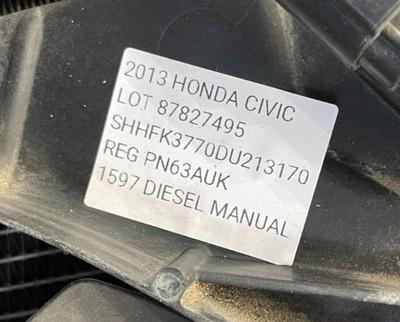 2013 HONDA CIVIC
LOT 87827495
SHHFK3770DU213170
REG PN63AUK
1597 DIESEL MANUAL